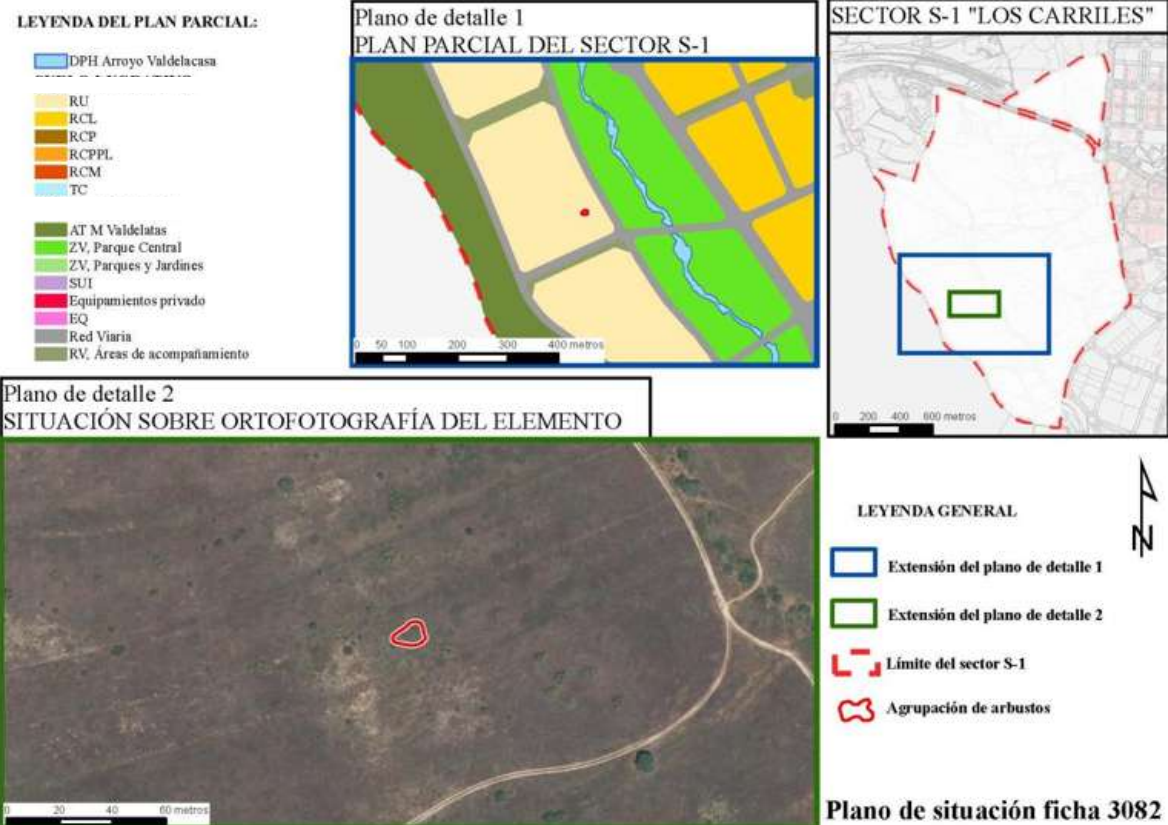 LEYENDA DEL PLAN PARCIAL:
DPH Arroyo Valdelacasa
RU
RCL
RCP
RCPPL
RCM
TC
AT M Valdelatas
ZV, Parque Central
ZV, Parques y Jardines
SUI
Equipamientos privado
EQ
Red Viaria
RV, Áreas de acompañamiento
Plano de detalle 1
PLAN PARCIAL DEL SECTOR S-1
0 50 100 200 300 400 metros
SECTOR S-1 "LOS CARRILES"
0 200 400 600 metros
Plano de detalle 2
SITUACIÓN SOBRE ORTOFOTOGRAFÍA DEL ELEMENTO
0 20 40 60 metros
LEYENDA GENERAL
N
Extensión del plano de detalle 1
Extensión del plano de detalle 2
Límite del sector S-1
Agrupación de arbustos
Plano de situación ficha 3082